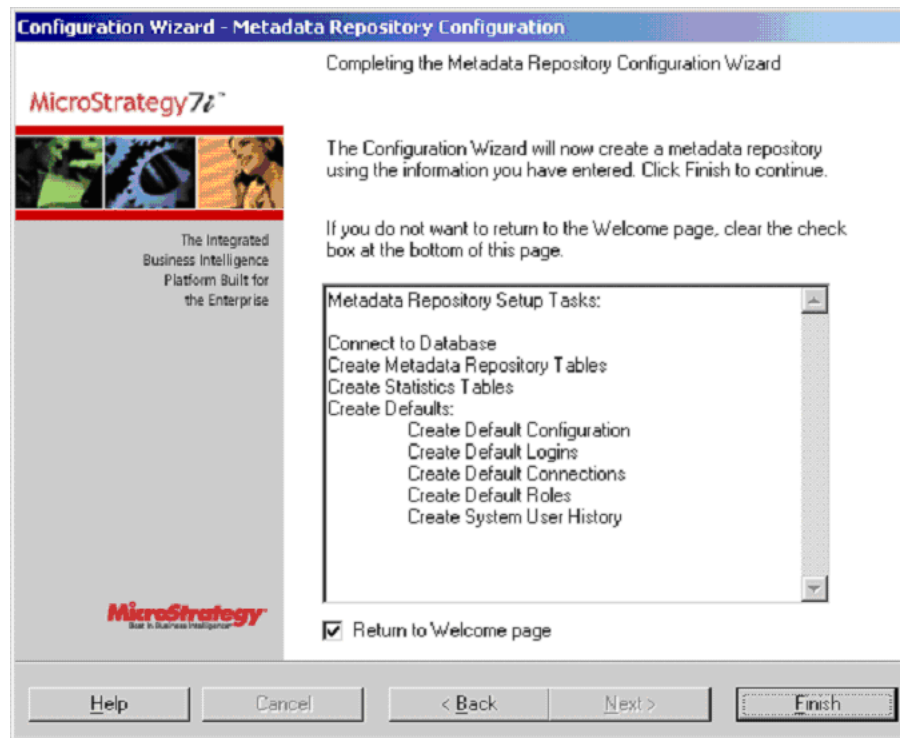 Configuration Wizard - Metadata Repository Configuration
Completing the Metadata Repository Configuration Wizard
MicroStrategy7i™
The Configuration Wizard will now create a metadata repository
using the information you have entered. Click Finish to continue.
If you do not want to return to the Welcome page, clear the check
box at the bottom of this page.
The Integrated
Business Intelligence
Platform Built for
the Enterprise
Metadata Repository Setup Tasks:
Connect to Database
Create Metadata Repository Tables
Create Statistics Tables
Create Defaults:
Create Default Configuration
Create Default Logins
Create Default Connections
Create Default Roles
Create System User History
MicroStrategy
Best in Business Intelligence
Return to Welcome page
Help
Cancel
< Back
Next >
Finish